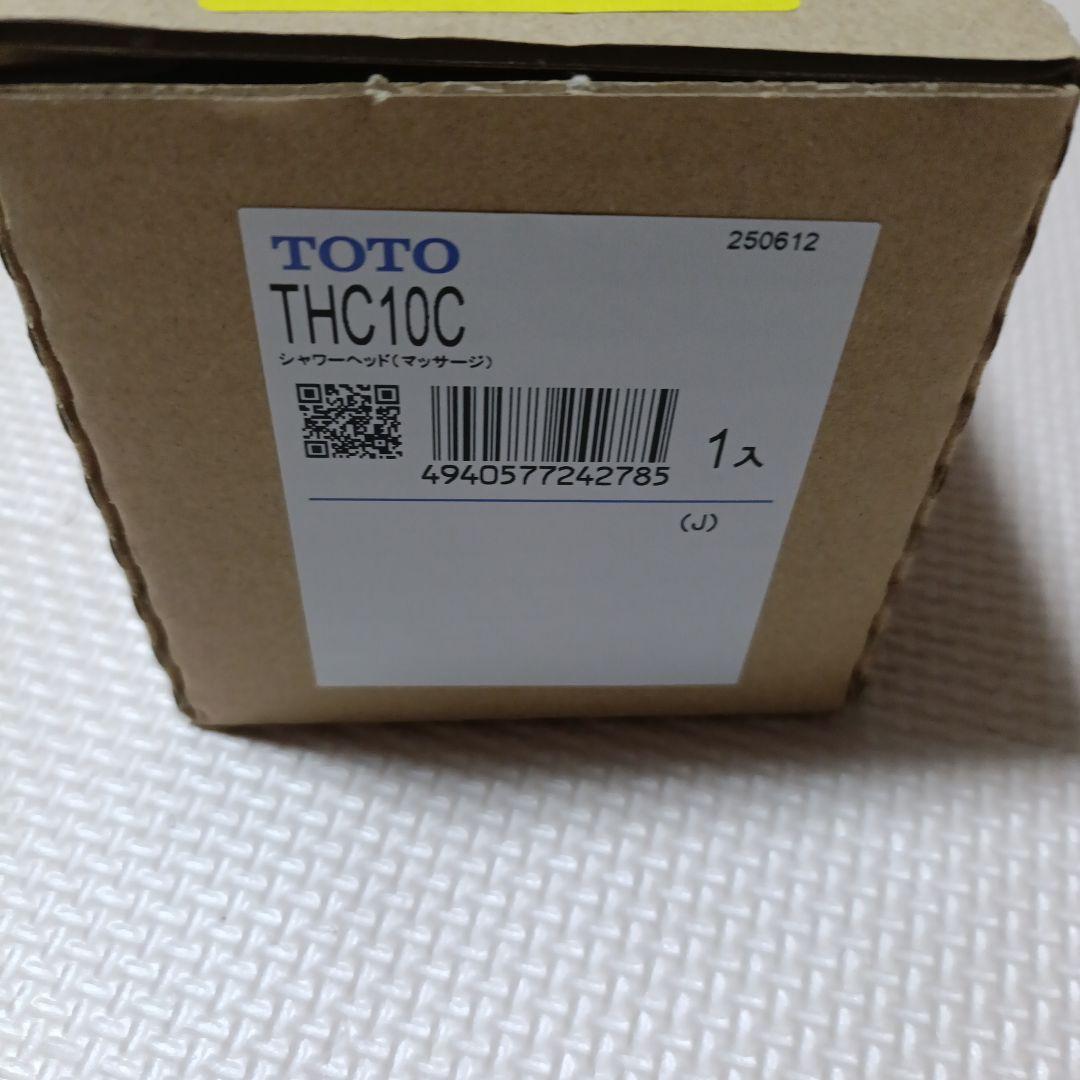 TOTO
250612
THC10C
シャワーヘッド(マッサージ)
4940577242785
1入
(J)